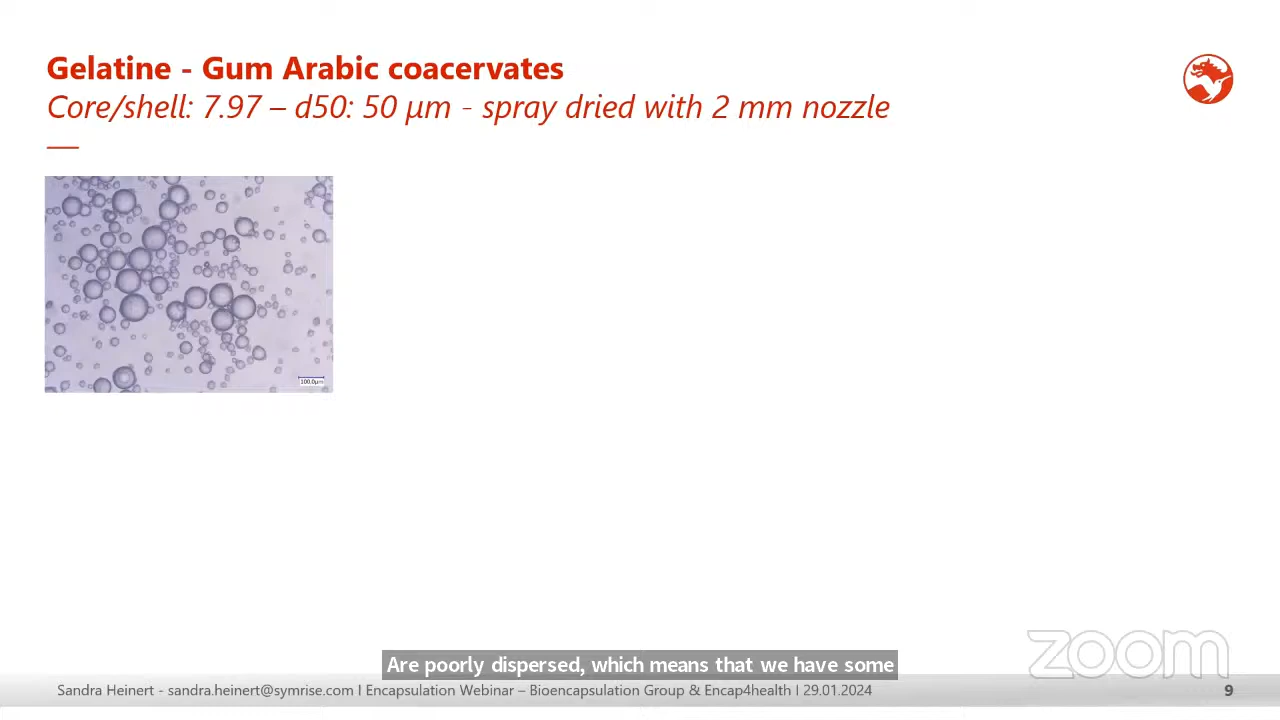 Gelatine - Gum Arabic coacervates
Core/shell: 7.97 – d50: 50 µm - spray dried with 2 mm nozzle
100.0µm
zoom
Are poorly dispersed, which means that we have some
Sandra Heinert - sandra.heinert@symrise.com I Encapsulation Webinar – Bioencapsulation Group & Encap4health I 29.01.2024
9